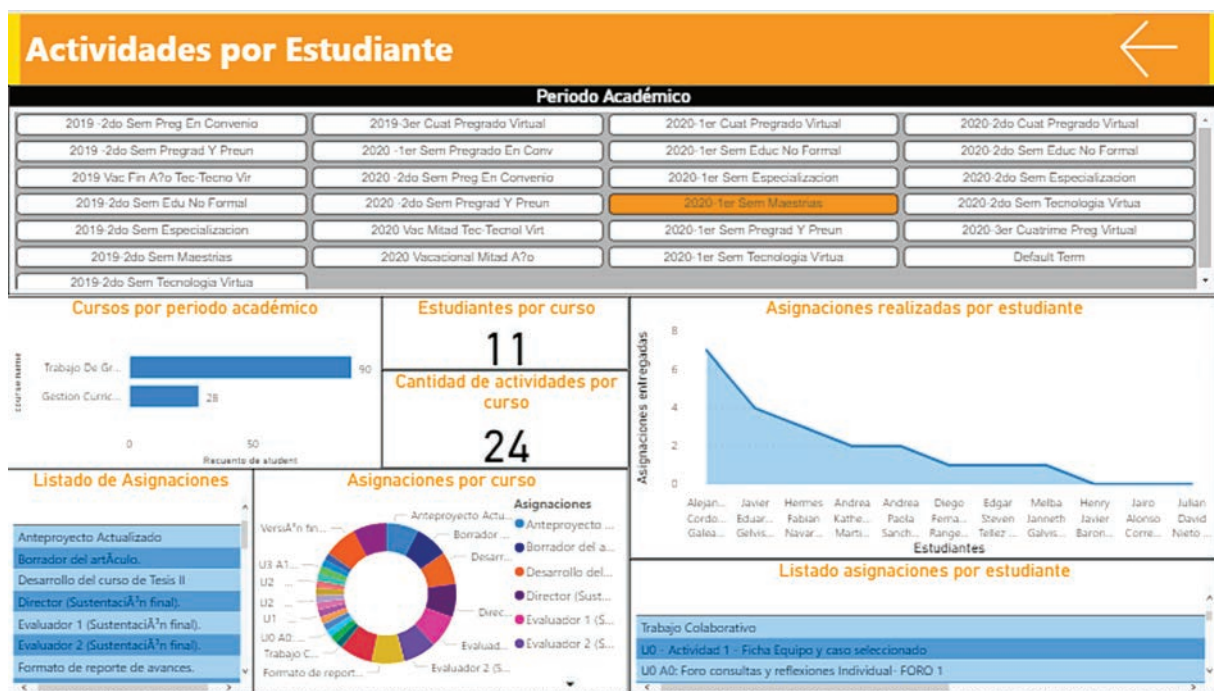 Actividades por Estudiante
Periodo Académico
2019 -2do Sem Preg En Convenio
2019-3er Cuat Pregrado Virtual
2020-1er Cuat Pregrado Virtual
2020-2do Cuat Pregrado Virtual
2019 -2do Sem Pregrad Y Preun
2020 -1er Sem Pregrado En Conv
2020-1er Sem Educ No Formal
2020-2do Sem Educ No Formal
2019 Vac Fin A?o Tec-Tecno Vir
2020 -2do Sem Preg En Convenio
2020-1er Sem Especializacion
2020-2do Sem Especializacion
2019-2do Sem Edu No Formal
2020 -2do Sem Pregrad Y Preun
2020-1er Sem Maestrias
2020-2do Sem Tecnologia Virtua
2019-2do Sem Especializacion
2020 Vac Mitad Tec-Tecnol Virt
2020-1er Sem Pregrad Y Preun
2020-3er Cuatrime Preg Virtual
2019-2do Sem Maestrias
2020 Vacacional Mitad A?o
2020-1er Sem Tecnologia Virtua
Default Term
2019-2do Sem Tecnologia Virtua
Cursos por periodo académico
course name
Trabajo De Gr...
90
Gestion Curric...
28
0
50
Recuento de student
Estudiantes por curso
11
Cantidad de actividades por
curso
24
Asignaciones realizadas por estudiante
Asignaciones entregadas
8
6
4
2
0
Alejan...
Cordo...
Galea...
Javier
Eduar...
Gelvis...
Hermes
Fabian
Navar...
Andrea
Kathe...
Marti...
Andrea
Paola
Sanch...
Diego
Ferna...
Range...
Edgar
Steven
Tellez ...
Melba
Janneth
Galvis...
Henry
Javier
Baron...
Jairo
Alonso
Corre...
Julian
David
Nieto ...
Estudiantes
Listado de Asignaciones
Anteproyecto Actualizado
Borrador del artÃculo.
Desarrollo del curso de Tesis II
Director (SustentaciÃ³n final).
Evaluador 1 (SustentaciÃ³n final).
Evaluador 2 (SustentaciÃ³n final).
Formato de reporte de avances.
Asignaciones por curso
Anteproyecto Actu...
Borrador ...
Desarr...
Direc...
Evaluad...
Evaluador 2 (S...
Formato de report...
Trabajo C...
U0 A0: ...
U1 ...
U2 ...
U2 ...
U3 A1...
VersiÃ³n fin...
Asignaciones
Anteproyecto ...
Borrador del a...
Desarrollo del...
Director (Sust...
Evaluador 1 (S...
Evaluador 2 (S...
Listado asignaciones por estudiante
Trabajo Colaborativo
U0 - Actividad 1 - Ficha Equipo y caso seleccionado
U0 A0: Foro consultas y reflexiones Individual- FORO 1